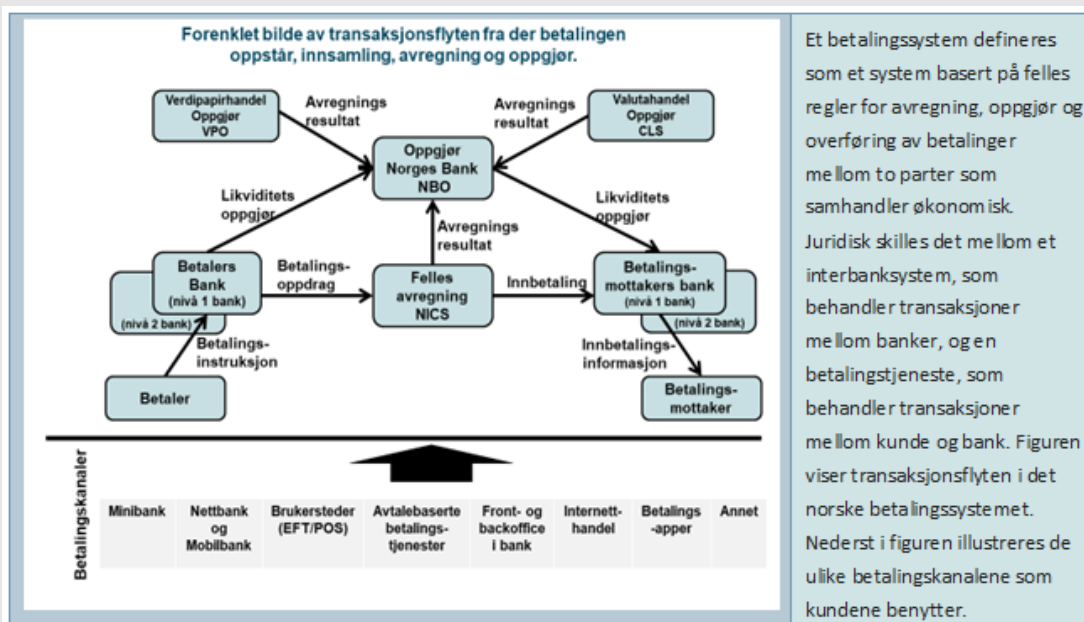 Forenklet bilde av transaksjonsflyten fra der betalingen
oppstår, innsamling, avregning og oppgjør.
Verdipapirhandel
Oppgjør
VPO
Avregnings
resultat
Avregnings
resultat
Valutahandel
Oppgjør
CLS
Oppgjør
Norges Bank
NBO
Likviditets
oppgjør
Likviditets
oppgjør
Avregnings
resultat
Betalers
Bank
(nivå 1 bank)
(nivå 2 bank)
Betalings-
oppdrag
Felles
avregning
NICS
Innbetaling
Betalings-
mottakers bank
(nivå 1 bank)
(nivå 2 bank)
Betalings-
instruksjon
Innbetalings-
informasjon
Betaler
Betalings-
mottaker
Betalingskanaler
Minibank
Nettbank
og
Mobilbank
Brukersteder
(EFT/POS)
Avtalebaserte
betalings-
tjenester
Front- og
backoffice
i bank
Internett-
handel
Betalings
-apper
Annet
Et betalingssystem defineres
som et system basert på felles
regler for avregning, oppgjør og
overføring av betalinger
mellom to parter som
samhandler økonomisk.
Juridisk skilles det mellom et
interbanksystem, som
behandler transaksjoner
mellom banker, og en
betalingstjeneste, som
behandler transaksjoner
mellom kunde og bank. Figuren
viser transaksjonsflyten i det
norske betalingssystemet.
Nederst i figuren illustreres de
ulike betalingskanalene som
kundene benytter.